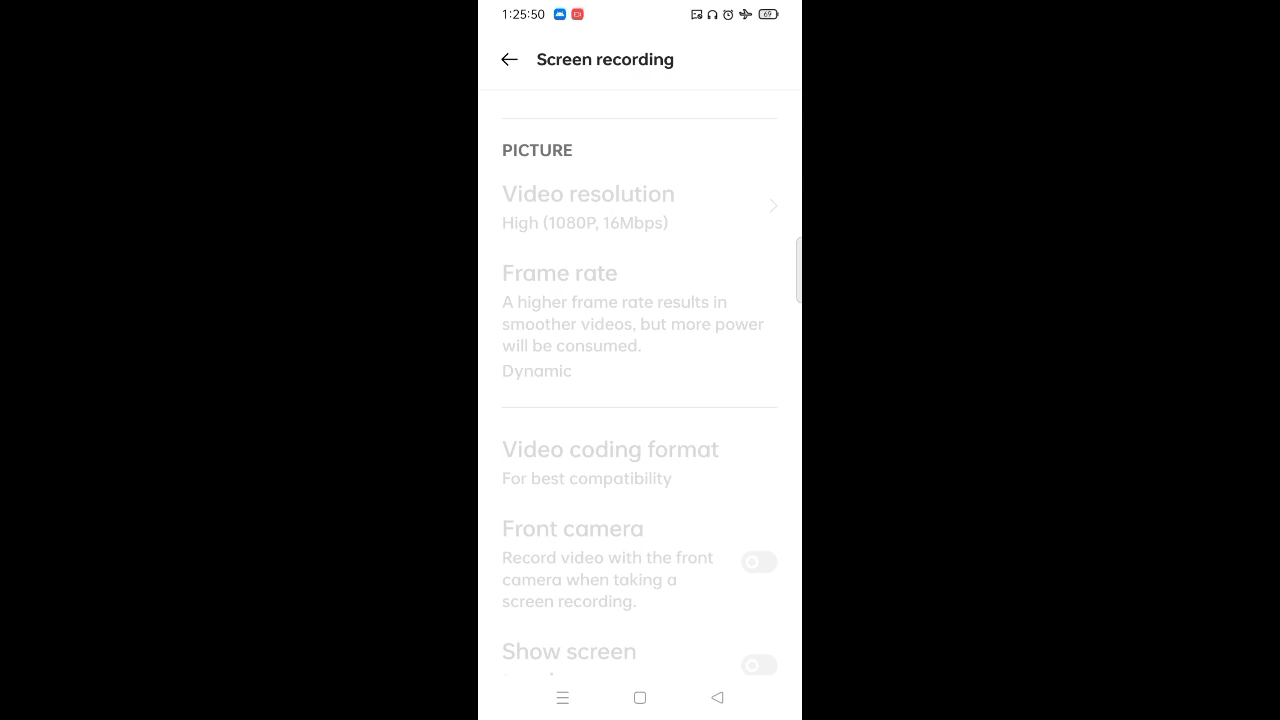 1:25:50
69
Screen recording
PICTURE
Video resolution
High (1080P, 16Mbps)
Frame rate
A higher frame rate results in
smoother videos, but more power
will be consumed.
Dynamic
Video coding format
For best compatibility
Front camera
Record video with the front
camera when taking a
screen recording.
Show screen